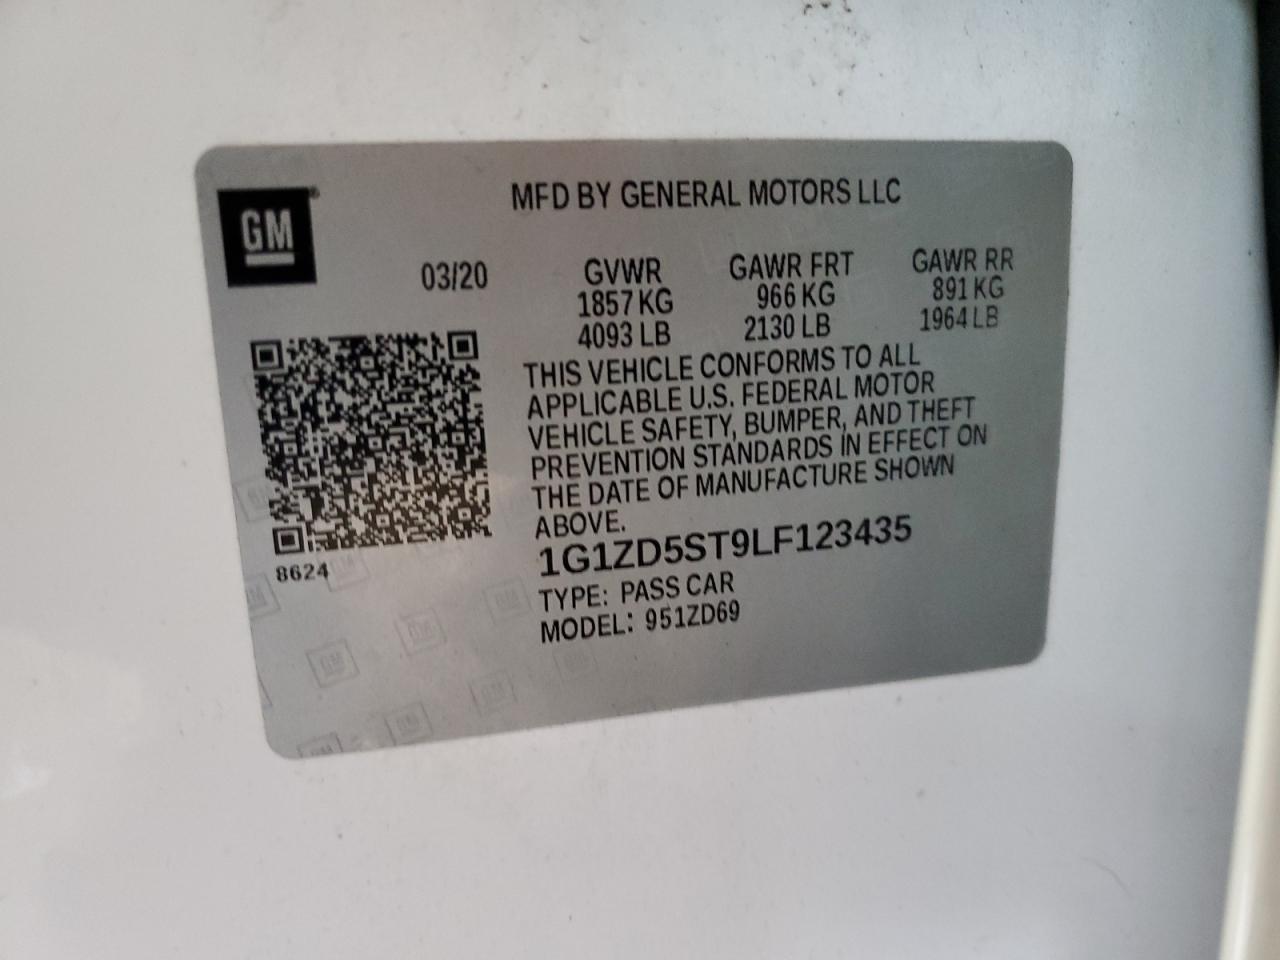 GM
MFD BY GENERAL MOTORS LLC
03/20
GVWR GAWR FRT GAWR RR
1857 KG 966 KG 891 KG
4093 LB 2130 LB 1964 LB
THIS VEHICLE CONFORMS TO ALL
APPLICABLE U.S. FEDERAL MOTOR
VEHICLE SAFETY, BUMPER, AND THEFT
PREVENTION STANDARDS IN EFFECT ON
THE DATE OF MANUFACTURE SHOWN
ABOVE.
8624
1G1ZD5ST9LF123435
TYPE: PASS CAR
MODEL: 951ZD69